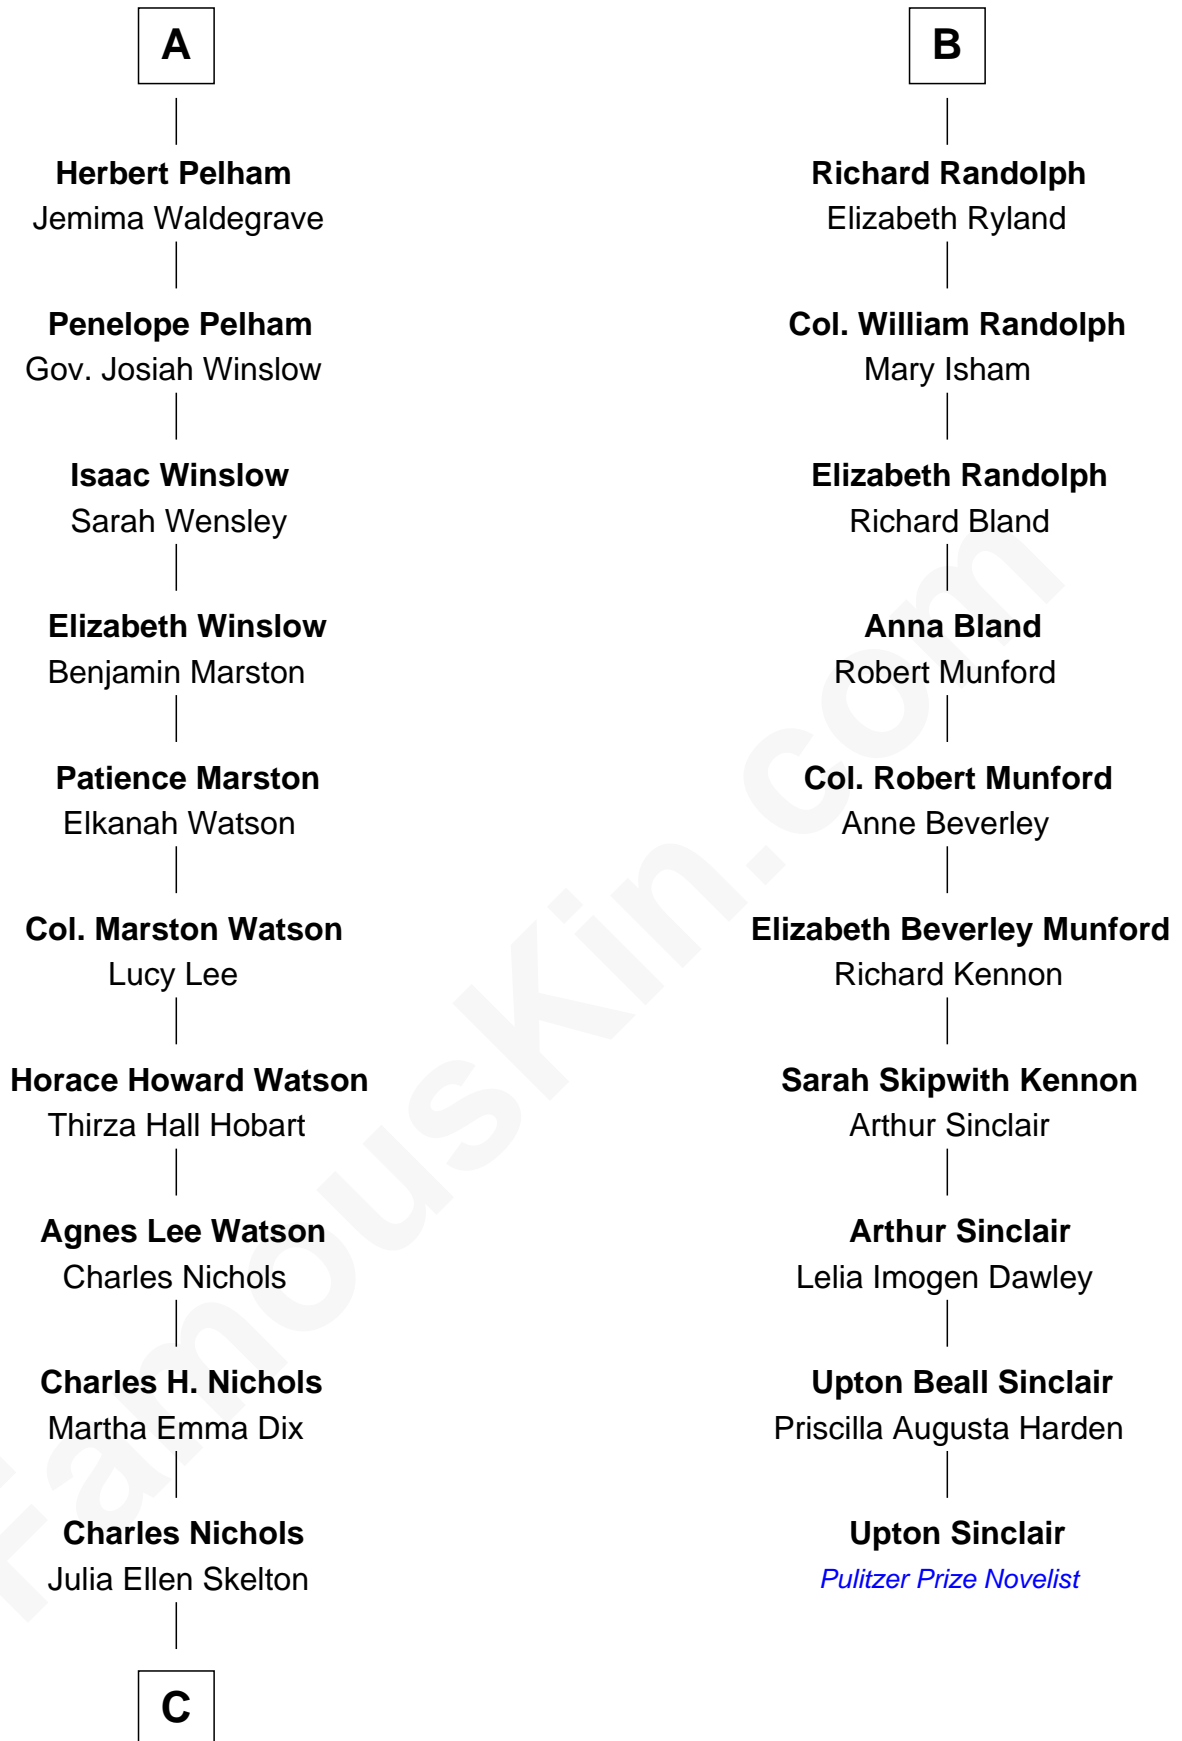 A
Herbert Pelham
Jemima Waldegrave
Penelope Pelham
Gov. Josiah Winslow
Isaac Winslow
Sarah Wensley
Elizabeth Winslow
Benjamin Marston
Patience Marston
Elkanah Watson
Col. Marston Watson
Lucy Lee
Horace Howard Watson
Thirza Hall Hobart
Agnes Lee Watson
Charles Nichols
Charles H. Nichols
Martha Emma Dix
Charles Nichols
Julia Ellen Skelton
C
B
Richard Randolph
Elizabeth Ryland
Col. William Randolph
Mary Isham
Elizabeth Randolph
Richard Bland
Anna Bland
Robert Munford
Col. Robert Munford
Anne Beverley
Elizabeth Beverley Munford
Richard Kennon
Sarah Skipwith Kennon
Arthur Sinclair
Arthur Sinclair
Lelia Imogen Dawley
Upton Beall Sinclair
Priscilla Augusta Harden
Upton Sinclair
Pulitzer Prize Novelist
FamousKin.com